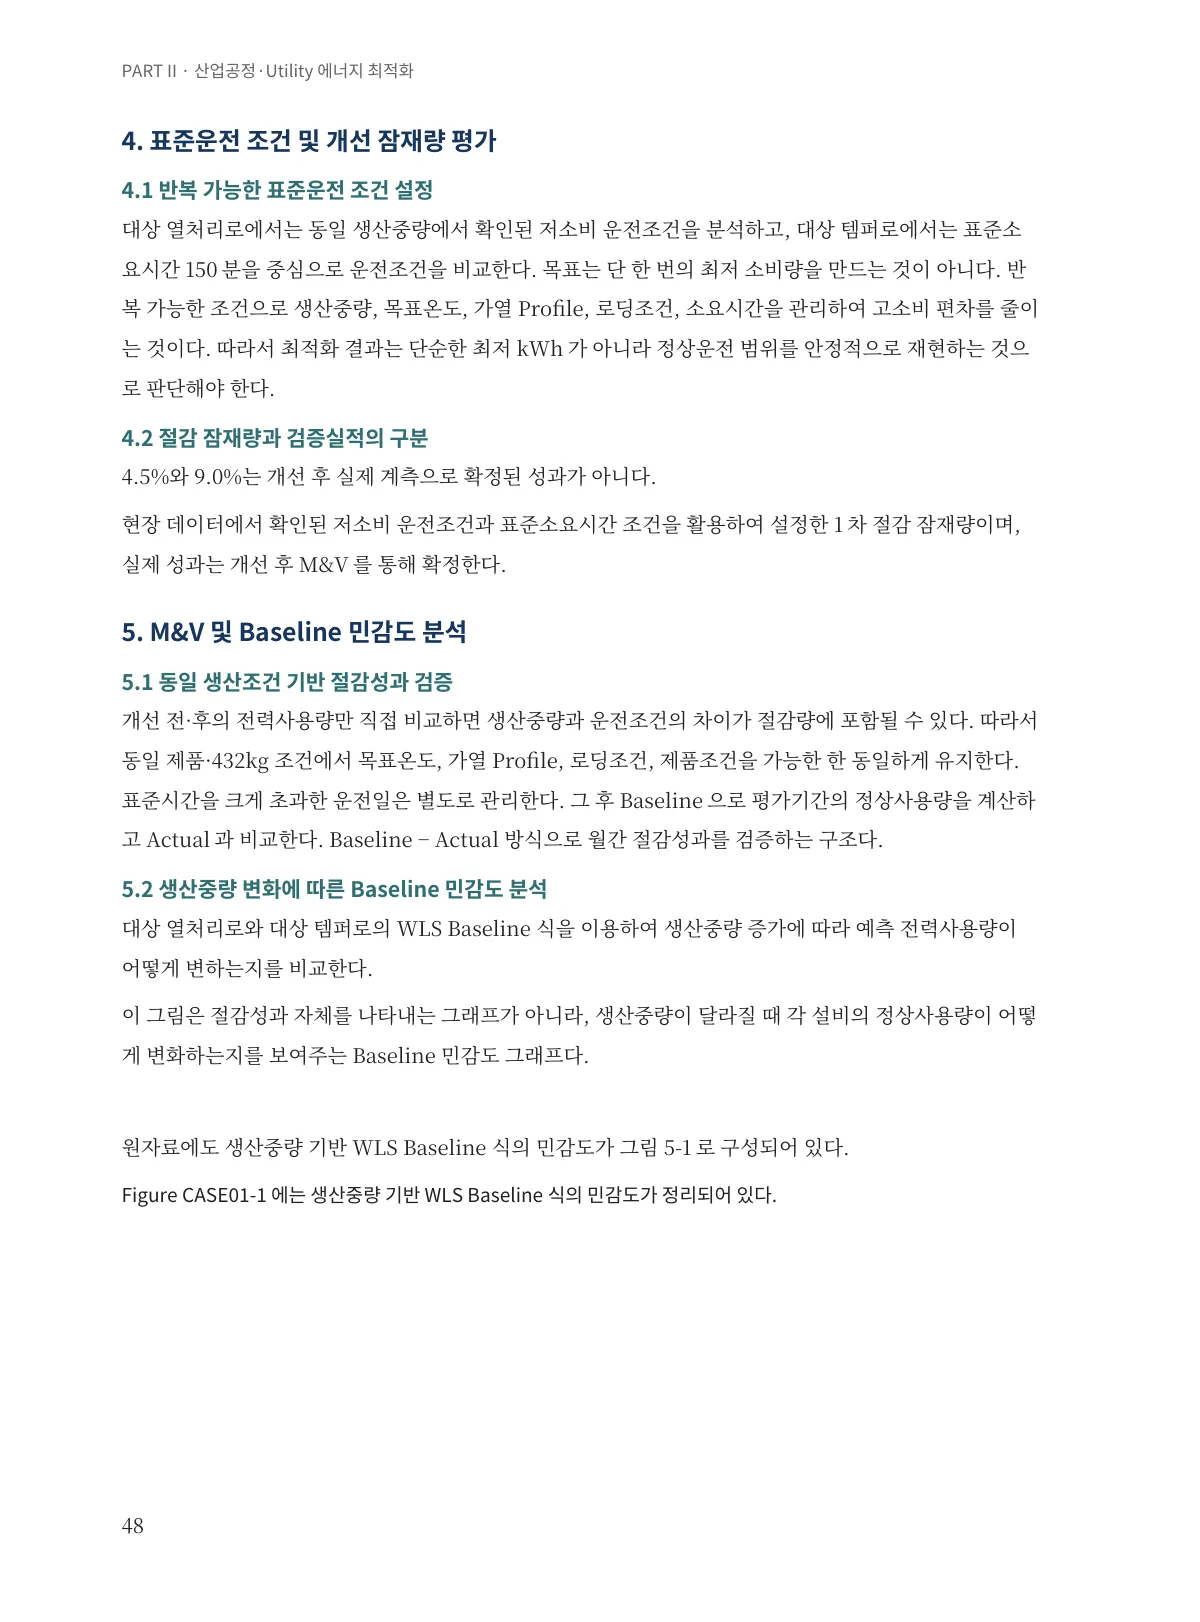 PART II · 산업공정·Utility 에너지 최적화
4. 표준운전 조건 및 개선 잠재량 평가
4.1 반복 가능한 표준운전 조건 설정
대상 열처리로에서는 동일 생산중량에서 확인된 저소비 운전조건을 분석하고, 대상 템퍼로에서는 표준소
요시간 150 분을 중심으로 운전조건을 비교한다. 목표는 단 한 번의 최저 소비량을 만드는 것이 아니다. 반
복 가능한 조건으로 생산중량, 목표온도, 가열 Profile, 로딩조건, 소요시간을 관리하여 고소비 편차를 줄이
는 것이다. 따라서 최적화 결과는 단순한 최저 kWh 가 아니라 정상운전 범위를 안정적으로 재현하는 것으
로 판단해야 한다.
4.2 절감 잠재량과 검증실적의 구분
4.5%와 9.0%는 개선 후 실제 계측으로 확정된 성과가 아니다.
현장 데이터에서 확인된 저소비 운전조건과 표준소요시간 조건을 활용하여 설정한 1 차 절감 잠재량이며,
실제 성과는 개선 후 M&V 를 통해 확정한다.
5. M&V 및 Baseline 민감도 분석
5.1 동일 생산조건 기반 절감성과 검증
개선 전·후의 전력사용량만 직접 비교하면 생산중량과 운전조건의 차이가 절감량에 포함될 수 있다. 따라서
동일 제품·432kg 조건에서 목표온도, 가열 Profile, 로딩조건, 제품조건을 가능한 한 동일하게 유지한다.
표준시간을 크게 초과한 운전일은 별도로 관리한다. 그 후 Baseline 으로 평가기간의 정상사용량을 계산하
고 Actual 과 비교한다. Baseline – Actual 방식으로 월간 절감성과를 검증하는 구조다.
5.2 생산중량 변화에 따른 Baseline 민감도 분석
대상 열처리로와 대상 템퍼로의 WLS Baseline 식을 이용하여 생산중량 증가에 따라 예측 전력사용량이
어떻게 변하는지를 비교한다.
이 그림은 절감성과 자체를 나타내는 그래프가 아니라, 생산중량이 달라질 때 각 설비의 정상사용량이 어떻
게 변화하는지를 보여주는 Baseline 민감도 그래프다.
원자료에도 생산중량 기반 WLS Baseline 식의 민감도가 그림 5-1 로 구성되어 있다.
Figure CASE01-1 에는 생산중량 기반 WLS Baseline 식의 민감도가 정리되어 있다.
48